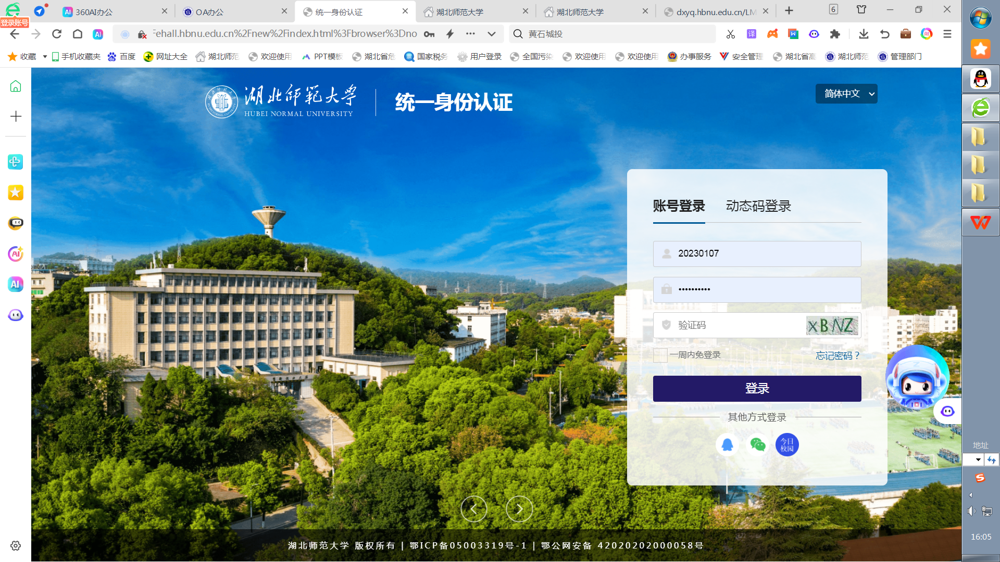 登录账号
360AI办公
OA办公
统一身份认证
湖北师范大学
湖北师范大学
dxyq.hbnu.edu.cn/LM
6
AI
Fehall.hbnu.edu.cn%2Fnew%2Findex.html%3Fbrowser%3Dno
黄石城投
译
收藏
手机收藏夹
百度
网址大全
湖北师范
欢迎使用
PPT模板
湖北省危
国家税务
用户登录
全国污染
欢迎使用
欢迎使用
办事服务
安全管理
湖北省高
湖北师范
管理部门
湖北师范大学
HUBEI NORMAL UNIVERSITY
统一身份认证
简体中文
账号登录
动态码登录
20230107
••••••••••
验证码
xBNZ
一周内免登录
忘记密码？
登录
其他方式登录
今日
校园
湖北师范大学 版权所有 | 鄂ICP备05003319号-1 | 鄂公网安备 42020202000058号
地址
16:05